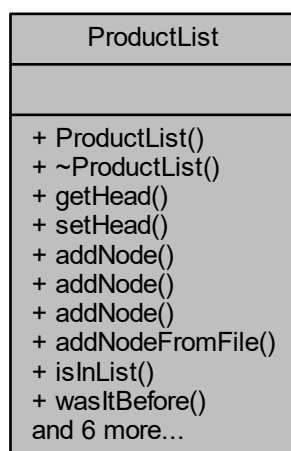 ProductList
+ ProductList()
+ ~ProductList()
+ getHead()
+ setHead()
+ addNode()
+ addNode()
+ addNode()
+ addNodeFromFile()
+ isInList()
+ wasItBefore()
and 6 more...